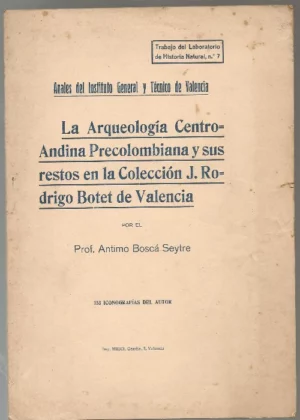 Trabajo del Laboratorio
de Historia Natural, n.º 7
Anales del Instituto General y Técnico de Valencia
La Arqueología Centro=
Andina Precolombiana y sus
restos en la Colección J. Ro=
drigo Botet de Valencia
POR EL
Prof. Antimo Boscá Seytre
ICONOGRAFÍAS DEL AUTOR
Valencia